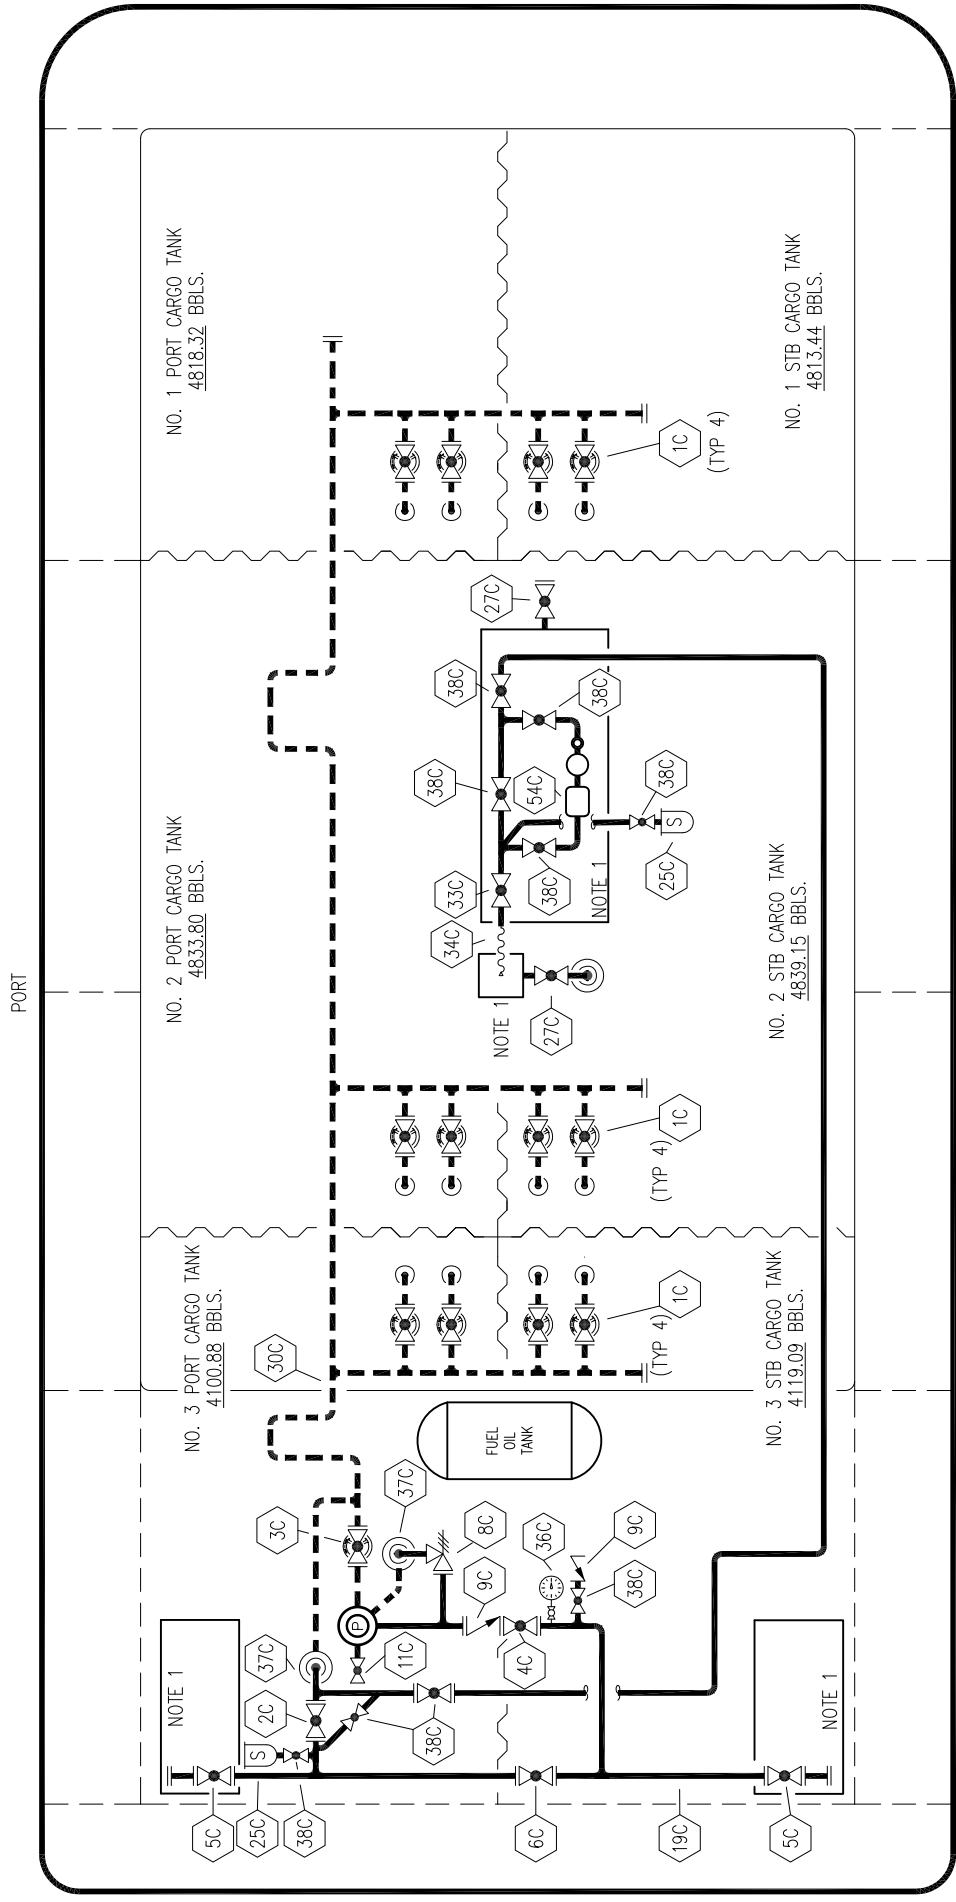 PORT
NO. 1 PORT CARGO TANK
4818.32 BBLS.
NO. 1 STB CARGO TANK
4813.44 BBLS.
1C
(TYP 4)
NO. 2 PORT CARGO TANK
4833.80 BBLS.
NO. 2 STB CARGO TANK
4839.15 BBLS.
27C
38C
38C
38C
54C
38C
33C
38C
NOTE 1
25C
S
34C
NOTE 1
27C
1C
(TYP 4)
NO. 3 PORT CARGO TANK
4100.88 BBLS.
NO. 3 STB CARGO TANK
4119.09 BBLS.
1C
(TYP 4)
30C
FUEL
OIL
TANK
3C
37C
8C
9C
36C
9C
38C
P
11C
4C
NOTE 1
37C
2C
S
38C
NOTE 1
5C
25C
38C
6C
19C
5C